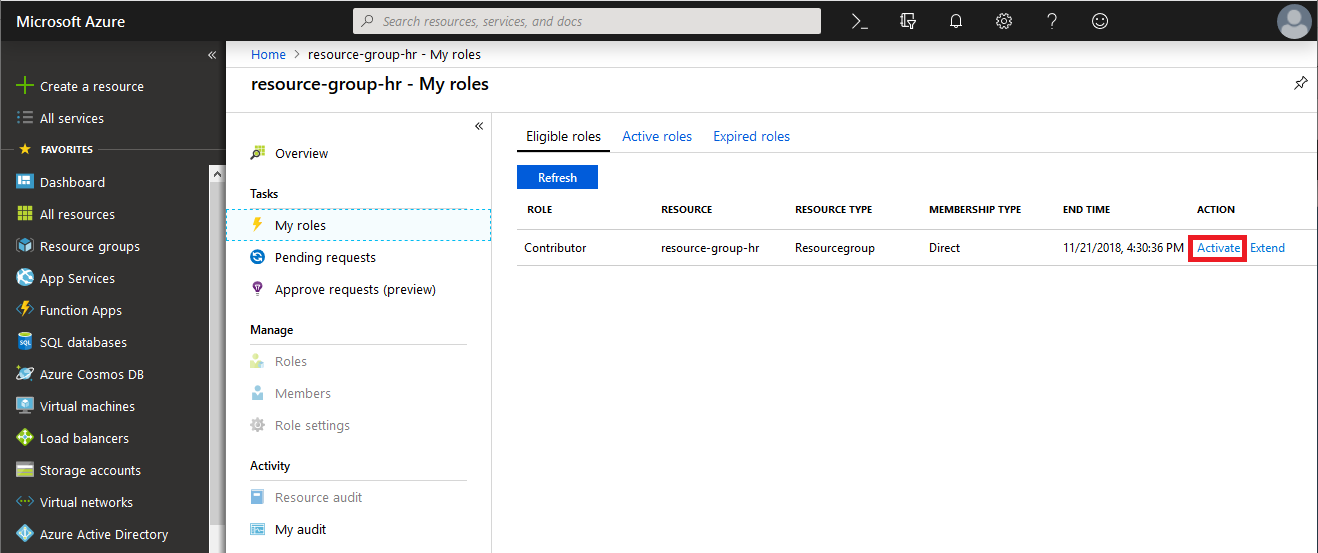 Microsoft Azure
Search resources, services, and docs
Home > resource-group-hr - My roles
resource-group-hr - My roles
Create a resource
All services
FAVORITES
Dashboard
All resources
Resource groups
App Services
Function Apps
SQL databases
Azure Cosmos DB
Virtual machines
Load balancers
Storage accounts
Virtual networks
Azure Active Directory
Overview
Tasks
My roles
Pending requests
Approve requests (preview)
Manage
Roles
Members
Role settings
Activity
Resource audit
My audit
Eligible roles Active roles Expired roles
Refresh
ROLE RESOURCE RESOURCE TYPE MEMBERSHIP TYPE END TIME ACTION
Contributor resource-group-hr Resourcegroup Direct 11/21/2018, 4:30:36 PM Activate Extend